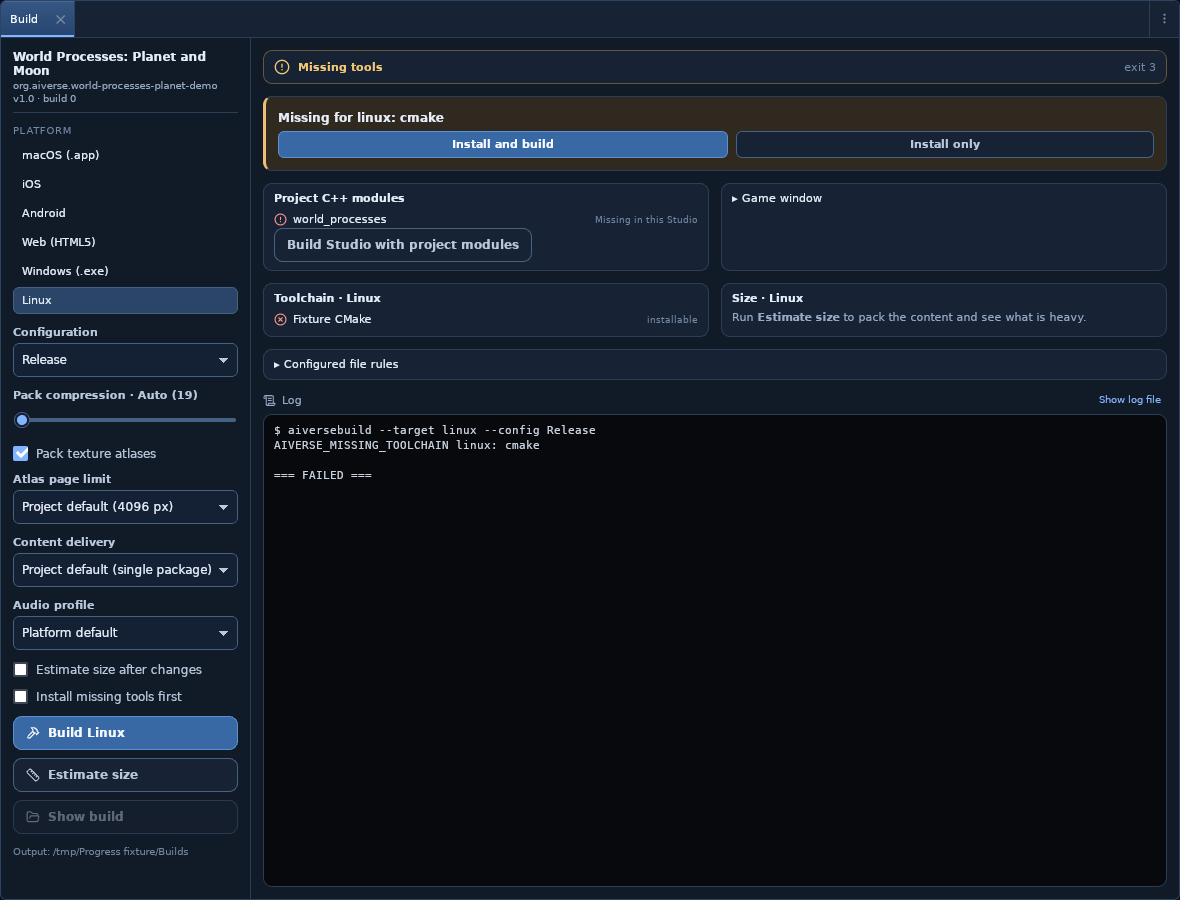 Build
World Processes: Planet and
Moon
org.aiverse.world-processes-planet-demo
v1.0 · build 0
PLATFORM
macOS (.app)
iOS
Android
Web (HTML5)
Windows (.exe)
Linux
Configuration
Release
Pack compression · Auto (19)
Pack texture atlases
Atlas page limit
Project default (4096 px)
Content delivery
Project default (single package)
Audio profile
Platform default
Estimate size after changes
Install missing tools first
Build Linux
Estimate size
Show build
Output: /tmp/Progress fixture/Builds
Missing tools
exit 3
Missing for linux: cmake
Install and build
Install only
Project C++ modules
world_processes
Missing in this Studio
Build Studio with project modules
▸ Game window
Toolchain · Linux
Fixture CMake
installable
Size · Linux
Run Estimate size to pack the content and see what is heavy.
▸ Configured file rules
Log
Show log file
$ aiversebuild --target linux --config Release
AIVERSE_MISSING_TOOLCHAIN linux: cmake
=== FAILED ===